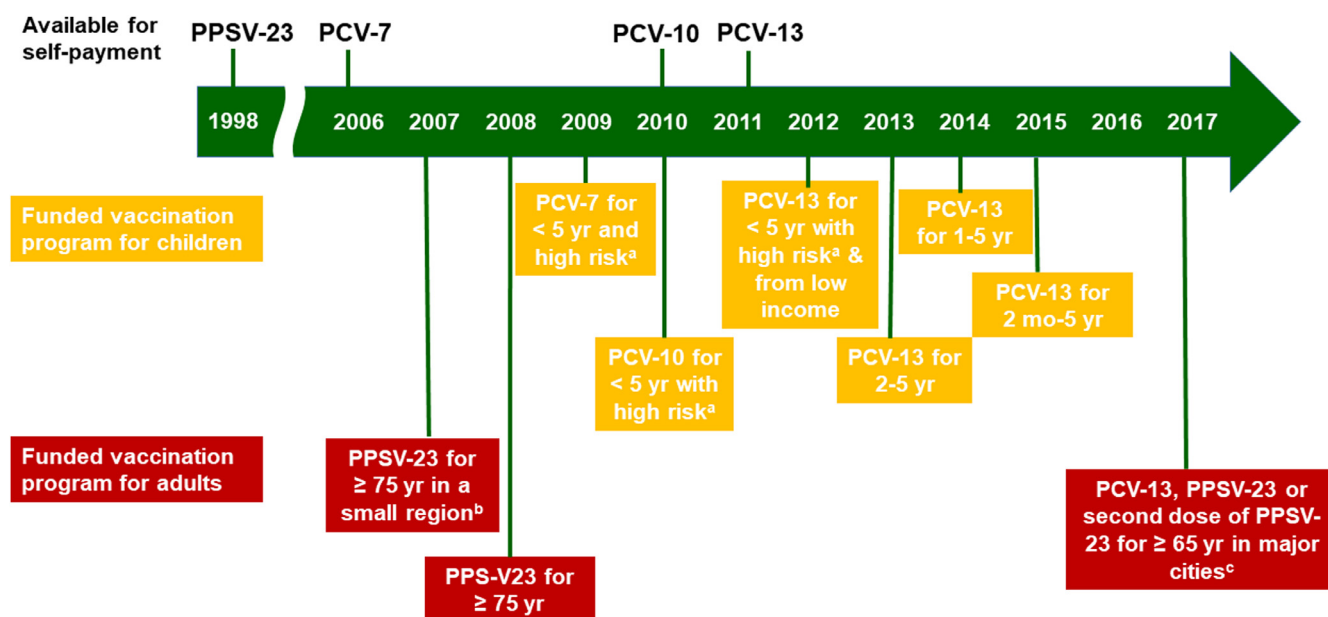 Available for
self-payment
PPSV-23
PCV-7
PCV-10
PCV-13
1998
2006
2007
2008
2009
2010
2011
2012
2013
2014
2015
2016
2017
Funded vaccination
program for children
PCV-7 for
< 5 yr and
high riskᵃ
PCV-10 for
< 5 yr with
high riskᵃ
PCV-13 for
< 5 yr with
high riskᵃ &
from low
income
PCV-13 for
2-5 yr
PCV-13
for 1-5 yr
PCV-13 for
2 mo-5 yr
Funded vaccination
program for adults
PPSV-23 for
≥ 75 yr in a
small regionᵇ
PPS-V23 for
≥ 75 yr
PCV-13, PPSV-23 or
second dose of PPSV-
23 for ≥ 65 yr in major
citiesᶜ